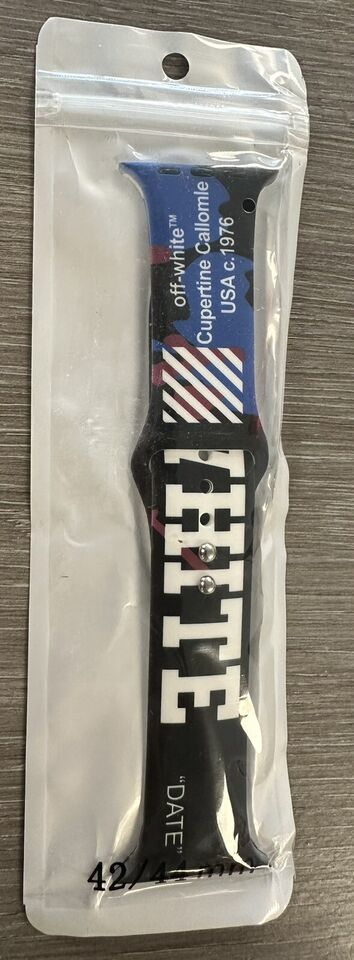 off-white™
Cupertine Callomle
USA c.1976
WHITE
"DATE"
42/44mm